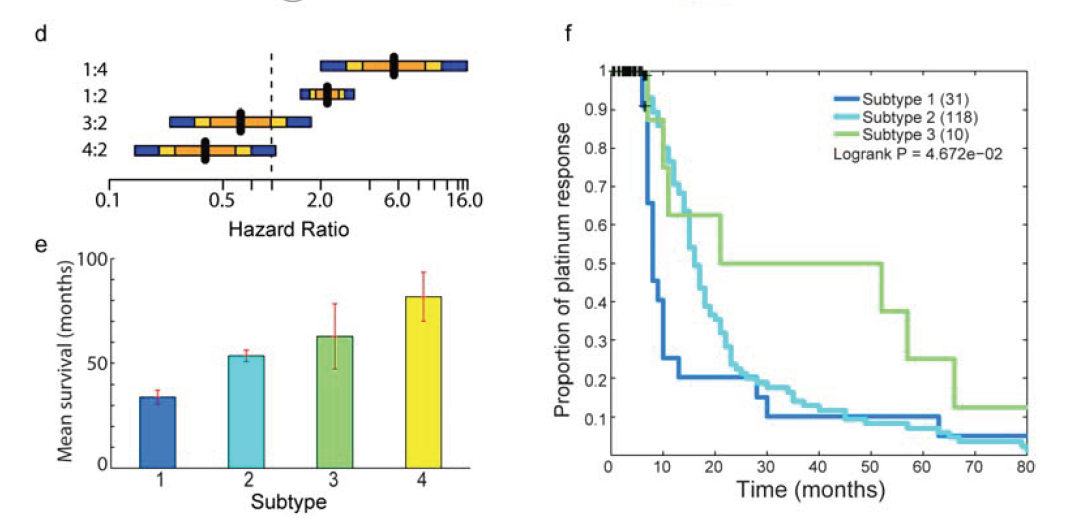 d
1:4
1:2
3:2
4:2
0.1 0.5 2.0 6.0 16.0
Hazard Ratio
e
Mean survival (months)
100
50
0
1 2 3 4
Subtype
f
Proportion of platinum response
1
0.9
0.8
0.7
0.6
0.5
0.4
0.3
0.2
0.1
Subtype 1 (31)
Subtype 2 (118)
Subtype 3 (10)
Logrank P = 4.672e−02
0 10 20 30 40 50 60 70 80
Time (months)